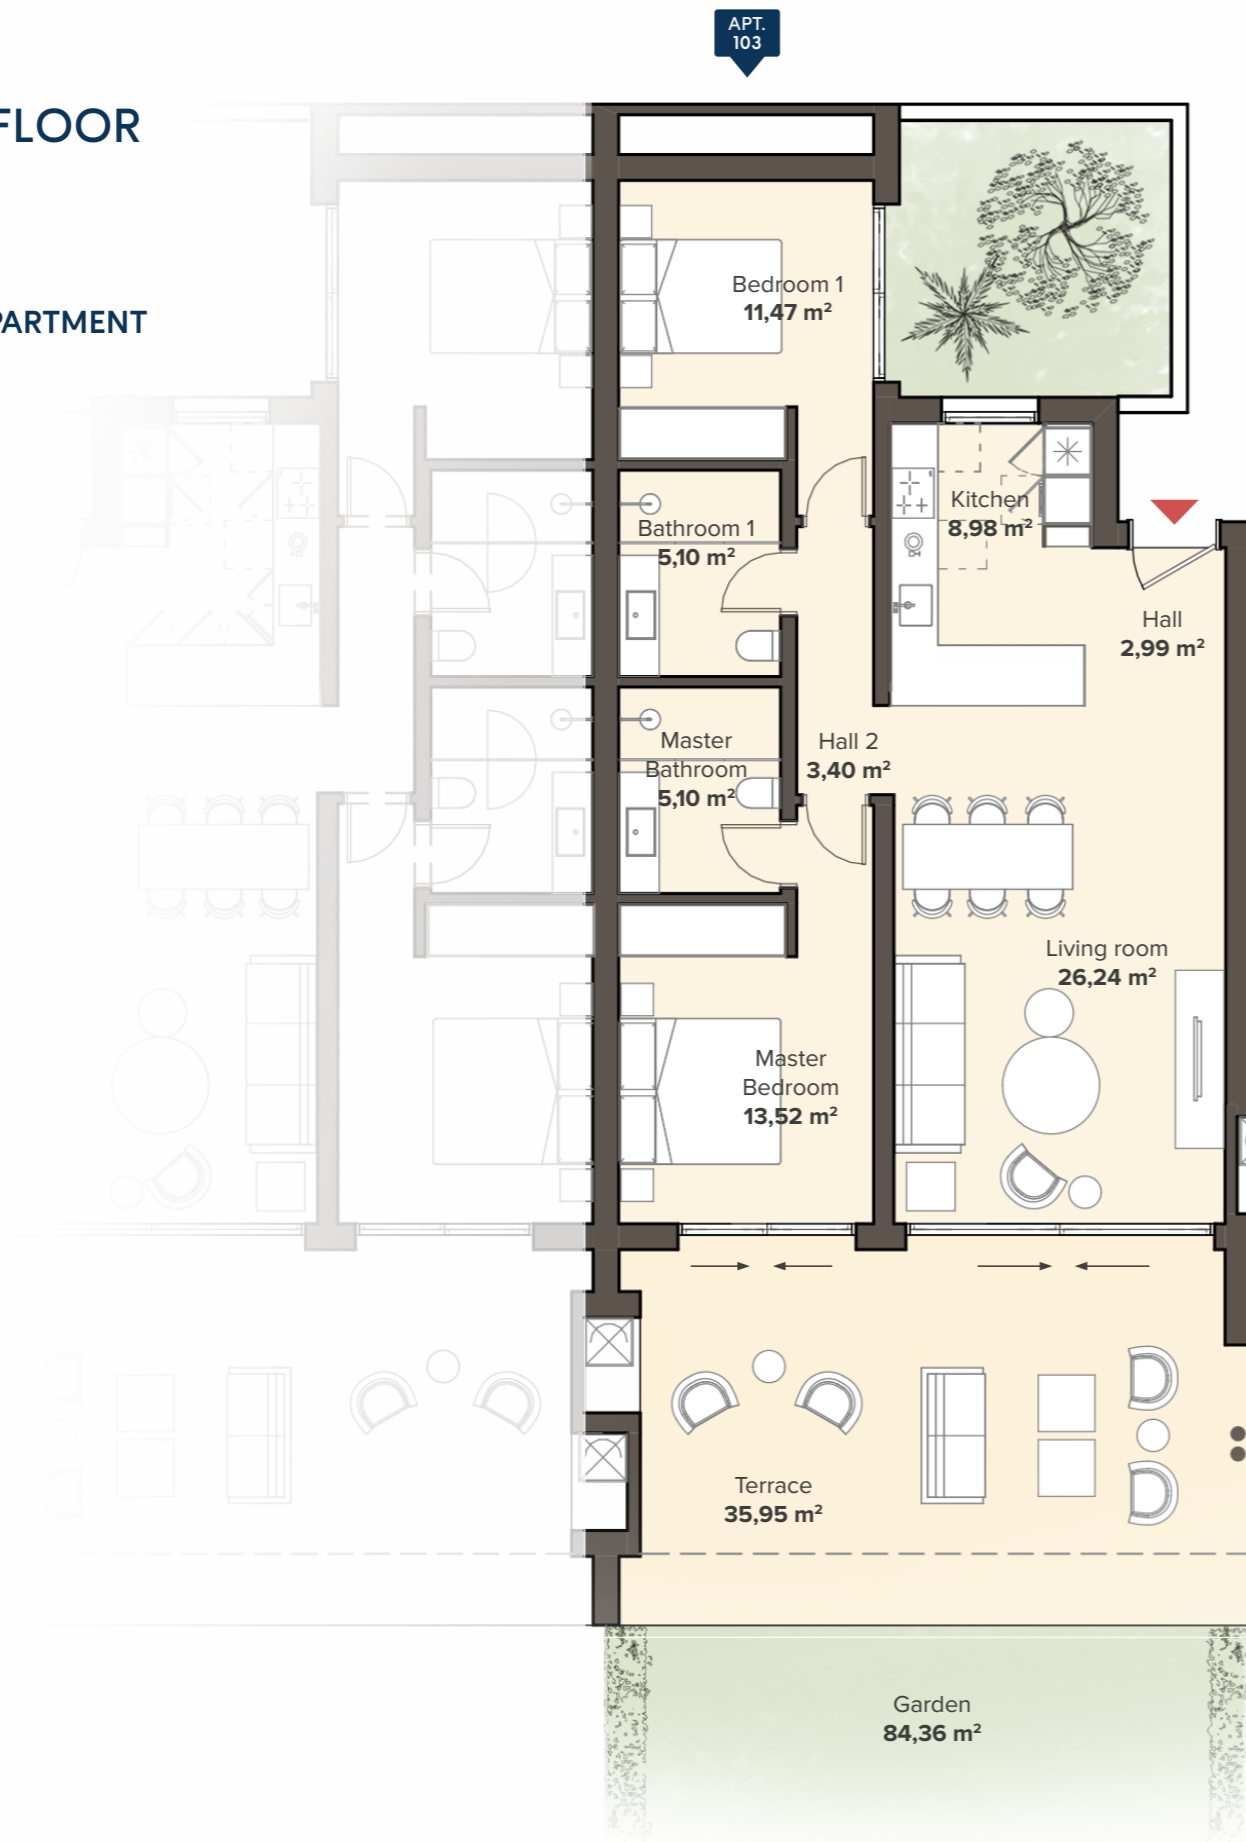 APT.
103
FLOOR
PARTMENT
Bedroom 1
11,47 m²
Kitchen
8,98 m²
Bathroom 1
5,10 m²
Hall
2,99 m²
Master
Bathroom
5,10 m²
Hall 2
3,40 m²
Living room
26,24 m²
Master
Bedroom
13,52 m²
Terrace
35,95 m²
Garden
84,36 m²